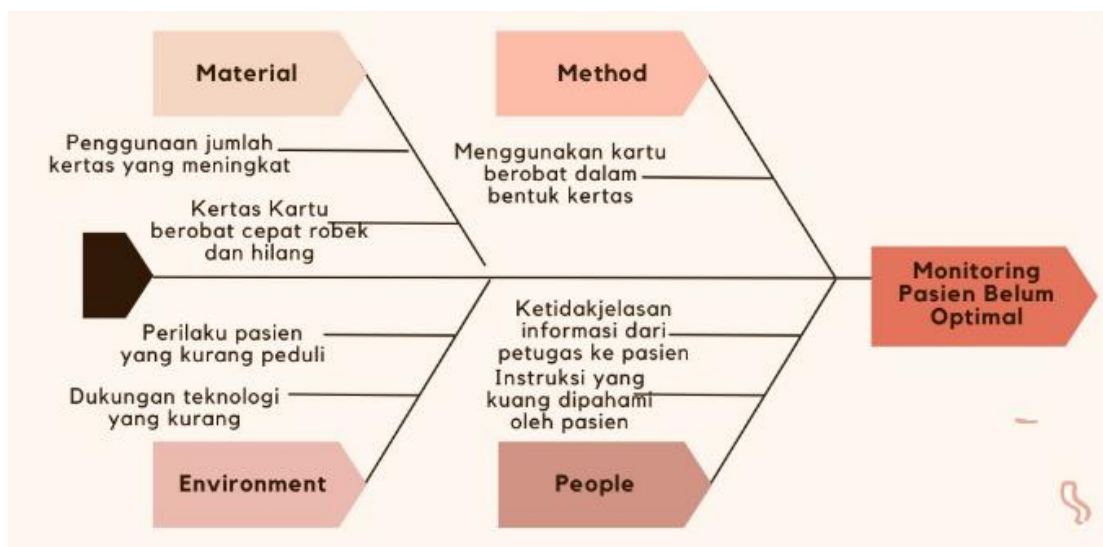 Material
Method
Penggunaan jumlah
kertas yang meningkat
Kertas Kartu
berobat cepat robek
dan hilang
Menggunakan kartu
berobat dalam
bentuk kertas
Monitoring
Pasien Belum
Optimal
Perilaku pasien
yang kurang peduli
Dukungan teknologi
yang kurang
Ketidakjelasan
informasi dari
petugas ke pasien
Instruksi yang
kuang dipahami
oleh pasien
Environment
People